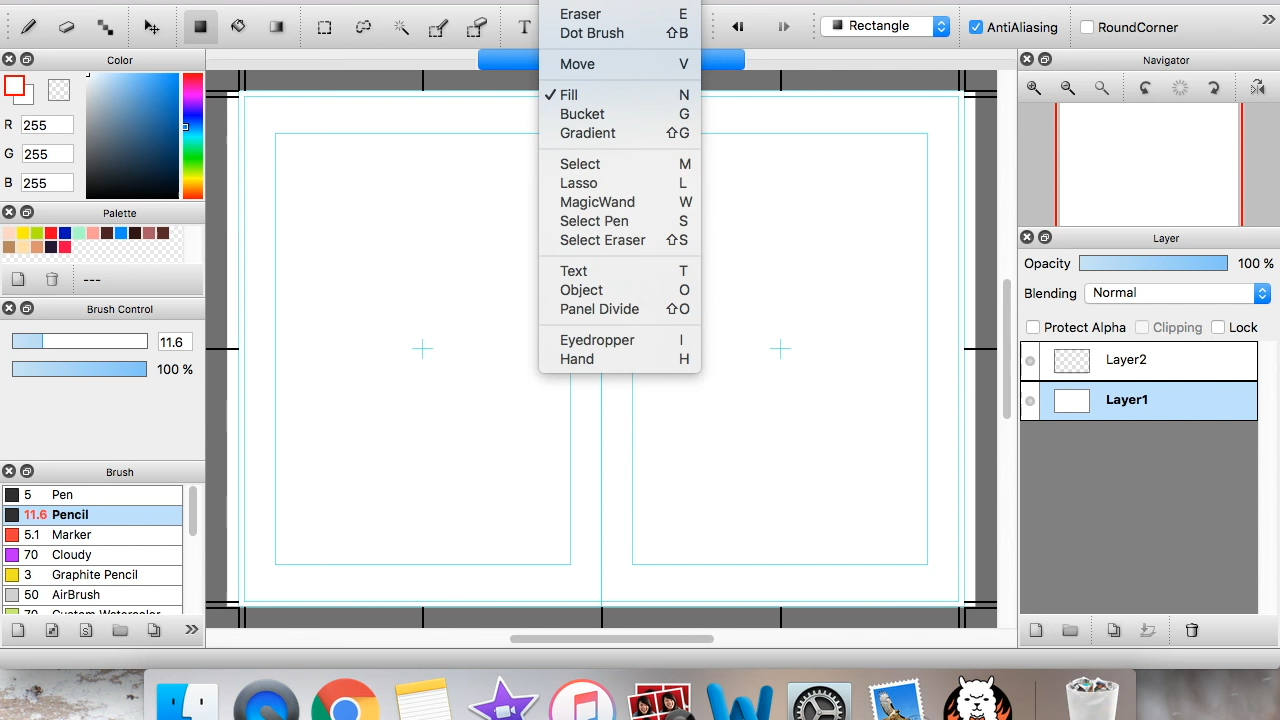 Eraser E
Dot Brush ⇧B
Move V
✓ Fill N
Bucket G
Gradient ⇧G
Select M
Lasso L
MagicWand W
Select Pen S
Select Eraser ⇧S
Text T
Object O
Panel Divide ⇧O
Eyedropper I
Hand H
T
Rectangle
AntiAliasing
RoundCorner
Color
R 255
G 255
B 255
Palette
---
Brush Control
11.6
100 %
Brush
5 Pen
11.6 Pencil
5.1 Marker
70 Cloudy
3 Graphite Pencil
50 AirBrush
70 Custom Watercolor
Navigator
Layer
Opacity 100 %
Blending Normal
Protect Alpha Clipping Lock
Layer2
Layer1